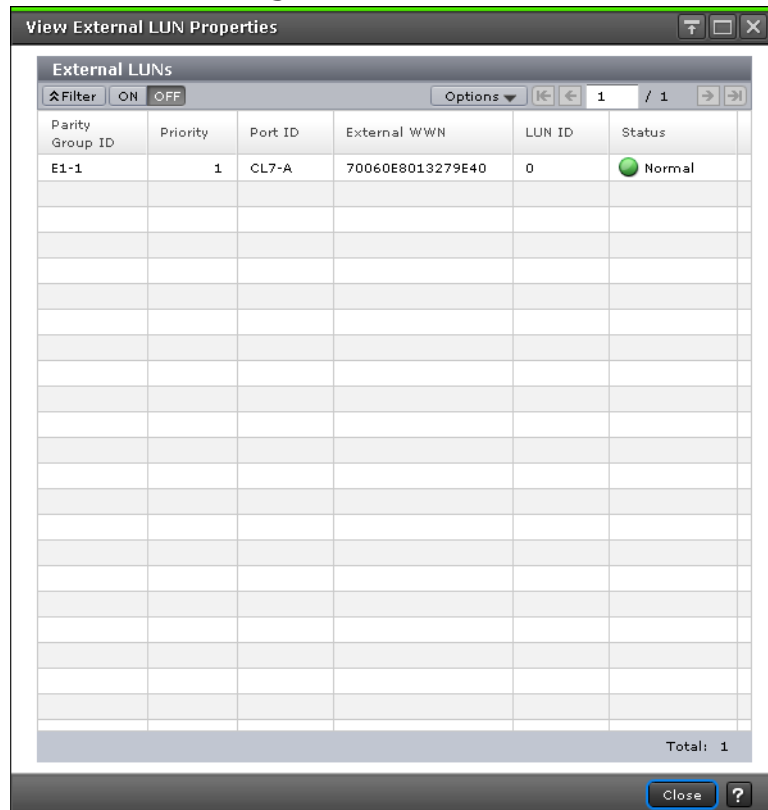 View External LUN Properties
External LUNs
Filter ON OFF Options 1 / 1
Parity Group ID Priority Port ID External WWN LUN ID Status
E1-1 1 CL7-A 70060E8013279E40 0 Normal
Total: 1
Close ?